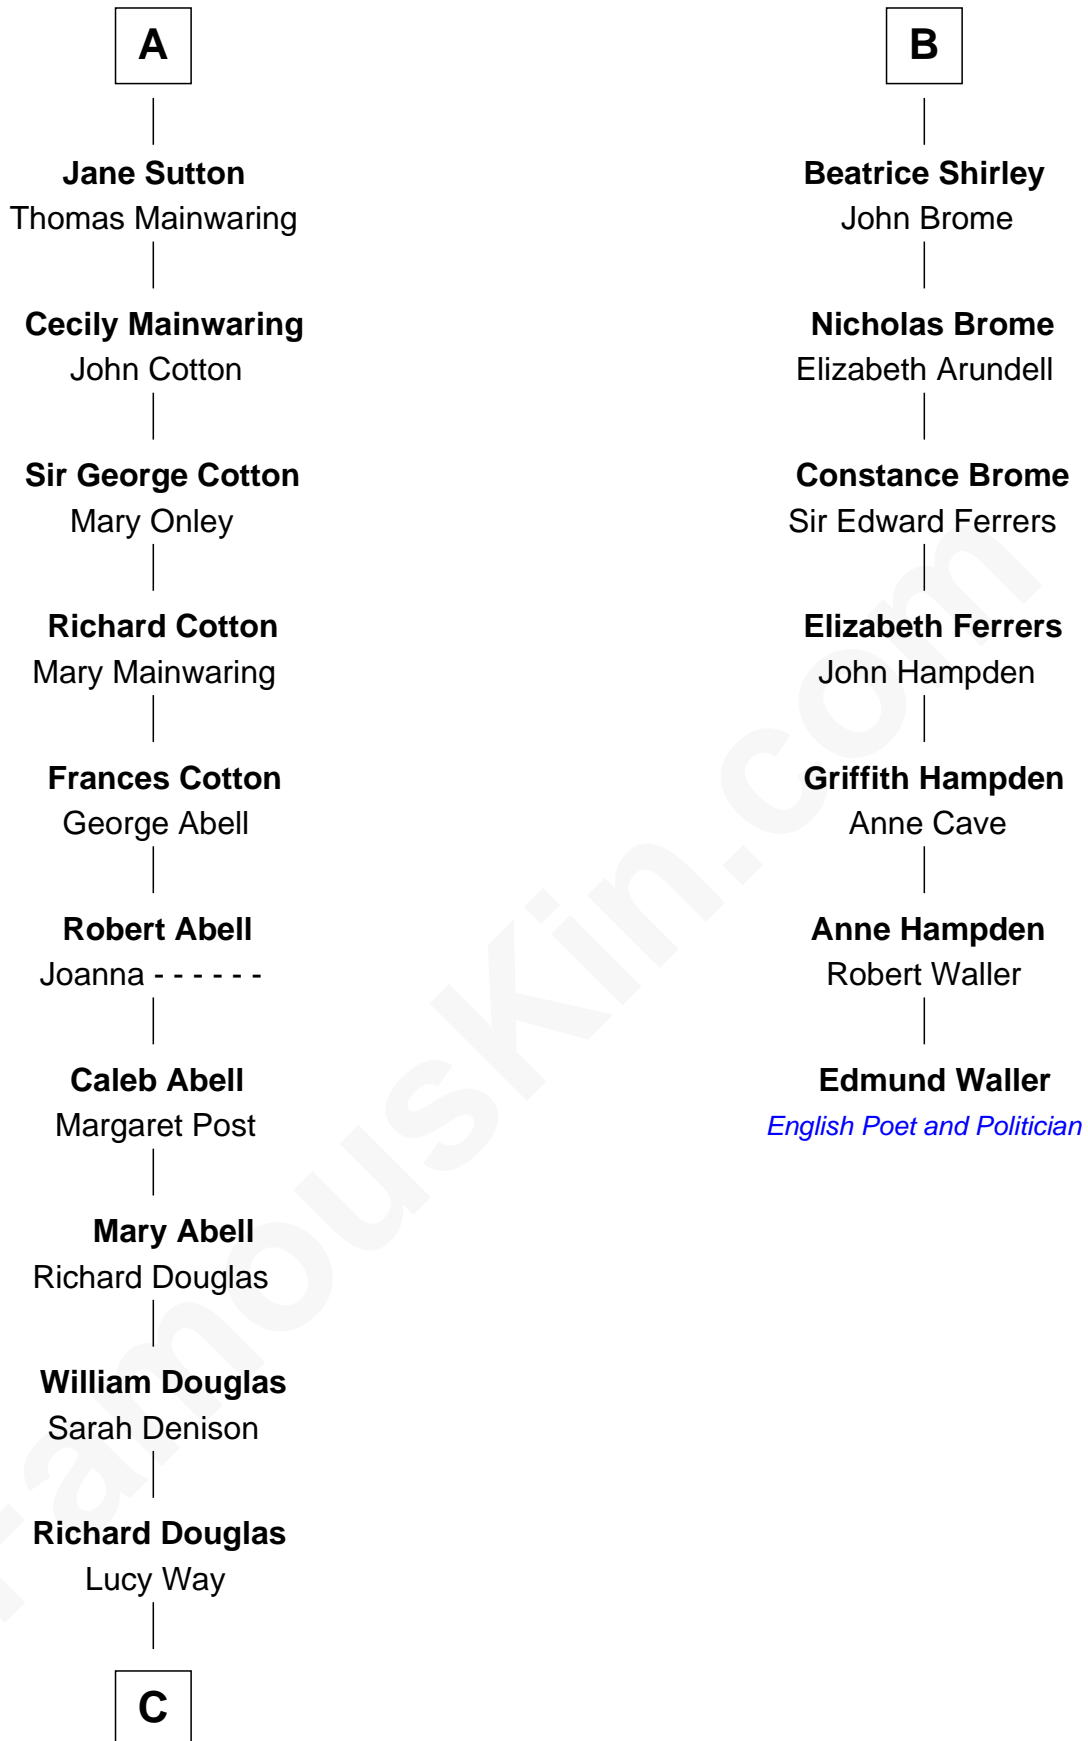 A
Jane Sutton
Thomas Mainwaring
Cecily Mainwaring
John Cotton
Sir George Cotton
Mary Onley
Richard Cotton
Mary Mainwaring
Frances Cotton
George Abell
Robert Abell
Joanna - - - - - -
Caleb Abell
Margaret Post
Mary Abell
Richard Douglas
William Douglas
Sarah Denison
Richard Douglas
Lucy Way
C
B
Beatrice Shirley
John Brome
Nicholas Brome
Elizabeth Arundell
Constance Brome
Sir Edward Ferrers
Elizabeth Ferrers
John Hampden
Griffith Hampden
Anne Cave
Anne Hampden
Robert Waller
Edmund Waller
English Poet and Politician
FamousKin.com